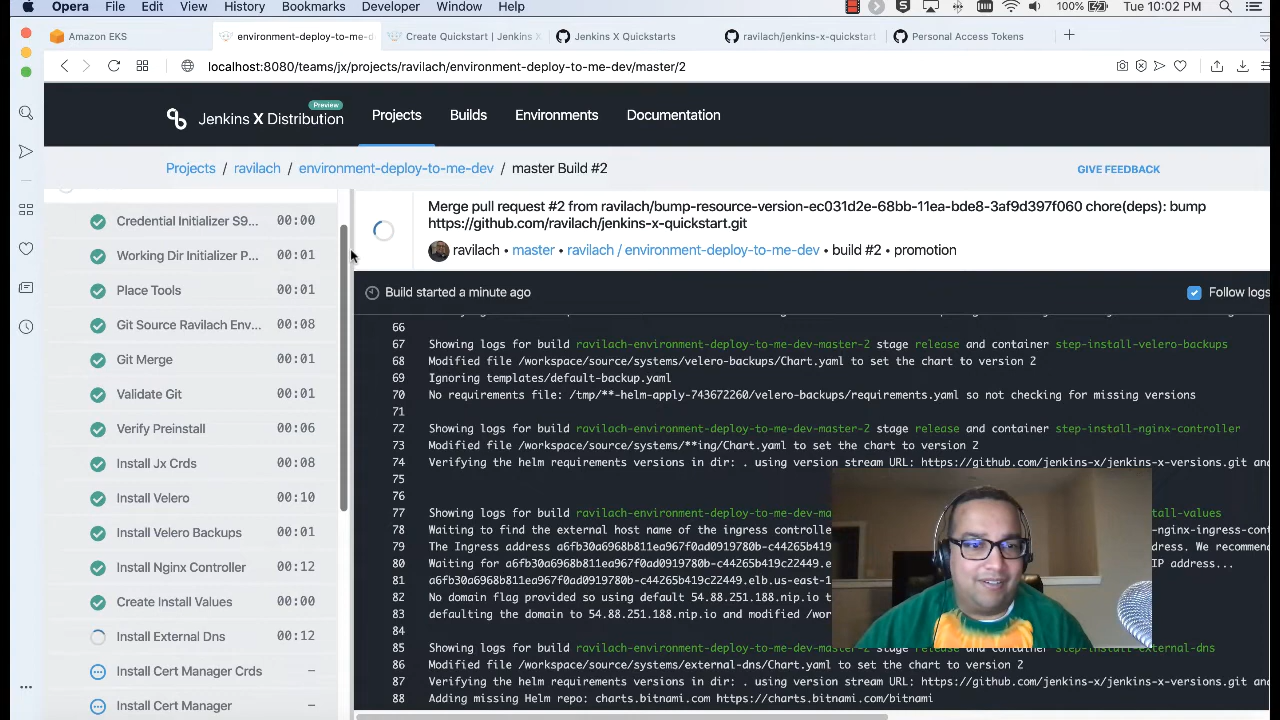 Opera File Edit View History Bookmarks Developer Window Help 100% Tue 10:02 PM
Amazon EKS environment-deploy-to-me-d Create Quickstart | Jenkins X Jenkins X Quickstarts ravilach/jenkins-x-quickstart Personal Access Tokens
localhost:8080/teams/jx/projects/ravilach/environment-deploy-to-me-dev/master/2
Preview
Jenkins X Distribution Projects Builds Environments Documentation
Projects / ravilach / environment-deploy-to-me-dev / master Build #2 GIVE FEEDBACK
Credential Initializer S9... 00:00
Working Dir Initializer P... 00:01
Place Tools 00:01
Git Source Ravilach Env... 00:08
Git Merge 00:01
Validate Git 00:01
Verify Preinstall 00:06
Install Jx Crds 00:08
Install Velero 00:10
Install Velero Backups 00:01
Install Nginx Controller 00:12
Create Install Values 00:00
Install External Dns 00:12
Install Cert Manager Crds –
Install Cert Manager –
Merge pull request #2 from ravilach/bump-resource-version-ec031d2e-68bb-11ea-bde8-3af9d397f060 chore(deps): bump
https://github.com/ravilach/jenkins-x-quickstart.git
ravilach • master • ravilach / environment-deploy-to-me-dev • build #2 • promotion
Build started a minute ago Follow logs
66
67 Showing logs for build ravilach-environment-deploy-to-me-dev-master-2 stage release and container step-install-velero-backups
68 Modified file /workspace/source/systems/velero-backups/Chart.yaml to set the chart to version 2
69 Ignoring templates/default-backup.yaml
70 No requirements file: /tmp/**-helm-apply-743672260/velero-backups/requirements.yaml so not checking for missing versions
71
72 Showing logs for build ravilach-environment-deploy-to-me-dev-master-2 stage release and container step-install-nginx-controller
73 Modified file /workspace/source/systems/**ing/Chart.yaml to set the chart to version 2
74 Verifying the helm requirements versions in dir: . using version stream URL: https://github.com/jenkins-x/jenkins-x-versions.git and
75
76
77 Showing logs for build ravilach-environment-deploy-to-me-dev-ma tall-values
78 Waiting to find the external host name of the ingress controlle -nginx-ingress-cont
79 The Ingress address a6fb30a6968b811ea967f0ad0919780b-c44265b419 dress. We recommen
80 Waiting for a6fb30a6968b811ea967f0ad0919780b-c44265b419 IP address...
81 a6fb30a6968b811ea967f0ad0919780b-c44265b419c22449.elb.us-east-1
82 No domain flag provided so using default 54.88.251.188.nip.io t
83 defaulting the domain to 54.88.251.188.nip.io and modified /wor
84
85 Showing logs for build ravilach-environment-deploy-to-me-dev-master-2 stage release and container step-install-external-dns
86 Modified file /workspace/source/systems/external-dns/Chart.yaml to set the chart to version 2
87 Verifying the helm requirements versions in dir: . using version stream URL: https://github.com/jenkins-x/jenkins-x-versions.git and
88 Adding missing Helm repo: charts.bitnami.com https://charts.bitnami.com/bitnami